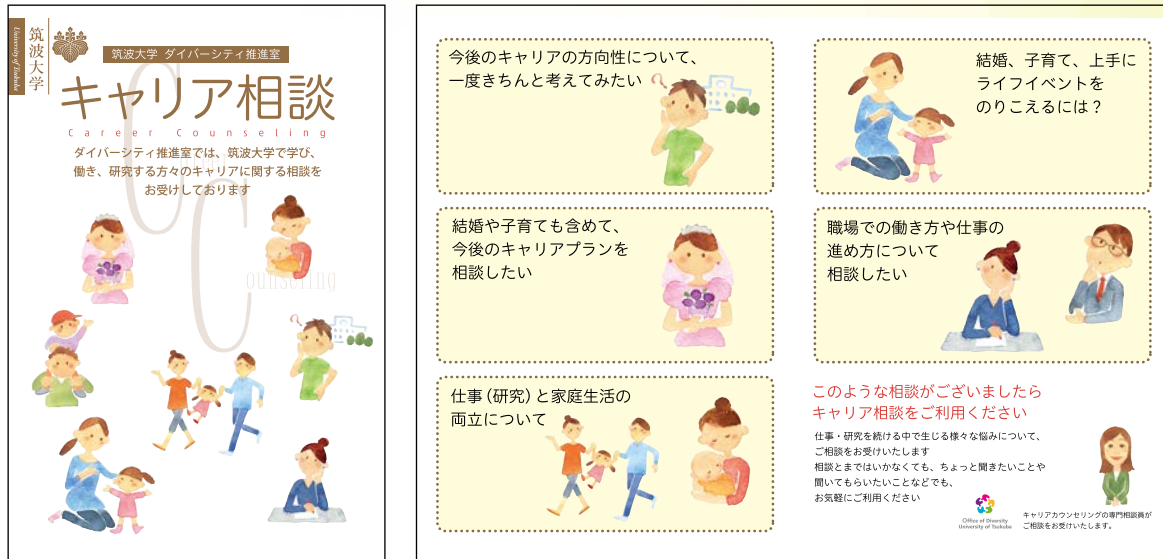 筑波大学
University of Tsukuba
筑波大学 ダイバーシティ推進室
キャリア相談
Career Counseling
ダイバーシティ推進室では、筑波大学で学び、
働き、研究する方々のキャリアに関する相談を
お受けしております
Counseling
今後のキャリアの方向性について、
一度きちんと考えてみたい
結婚、子育て、上手に
ライフイベントを
のりこえるには？
結婚や子育ても含めて、
今後のキャリアプランを
相談したい
職場での働き方や仕事の
進め方について
相談したい
仕事（研究）と家庭生活の
両立について
このような相談がございましたら
キャリア相談をご利用ください
仕事・研究を続ける中で生じる様々な悩みについて、
ご相談をお受けいたします
相談とまではいかなくても、ちょっと聞きたいことや
聞いてもらいたいことなどでも、
お気軽にご利用ください
Office of Diversity
University of Tsukuba
キャリアカウンセリングの専門相談員が
ご相談をお受けいたします。